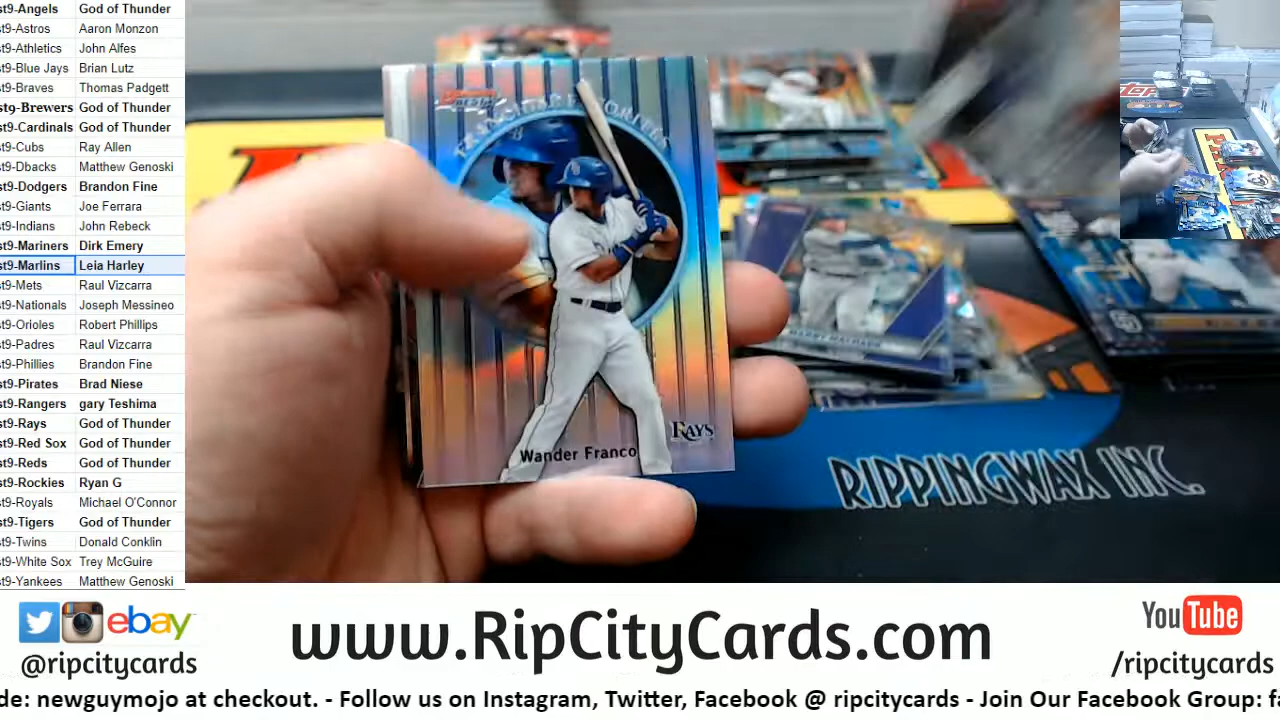 st9-Angels God of Thunder
st9-Astros Aaron Monzon
st9-Athletics John Alfes
st9-Blue Jays Brian Lutz
st9-Braves Thomas Padgett
st9-Brewers God of Thunder
st9-Cardinals God of Thunder
st9-Cubs Ray Allen
st9-Dbacks Matthew Genoski
st9-Dodgers Brandon Fine
st9-Giants Joe Ferrara
st9-Indians John Rebeck
st9-Mariners Dirk Emery
st9-Marlins Leia Harley
st9-Mets Raul Vizcarra
st9-Nationals Joseph Messineo
st9-Orioles Robert Phillips
st9-Padres Raul Vizcarra
st9-Phillies Brandon Fine
st9-Pirates Brad Niese
st9-Rangers gary Teshima
st9-Rays God of Thunder
st9-Red Sox God of Thunder
st9-Reds God of Thunder
st9-Rockies Ryan G
st9-Royals Michael O'Connor
st9-Tigers God of Thunder
st9-Twins Donald Conklin
st9-White Sox Trey McGuire
st9-Yankees Matthew Genoski
RAYS
Wander Franco
RIPPINGWAX INC.
ebay
@ripcitycards
www.RipCityCards.com
YouTube
/ripcitycards
de: newguymojo at checkout. - Follow us on Instagram, Twitter, Facebook @ ripcitycards - Join Our Facebook Group: fa